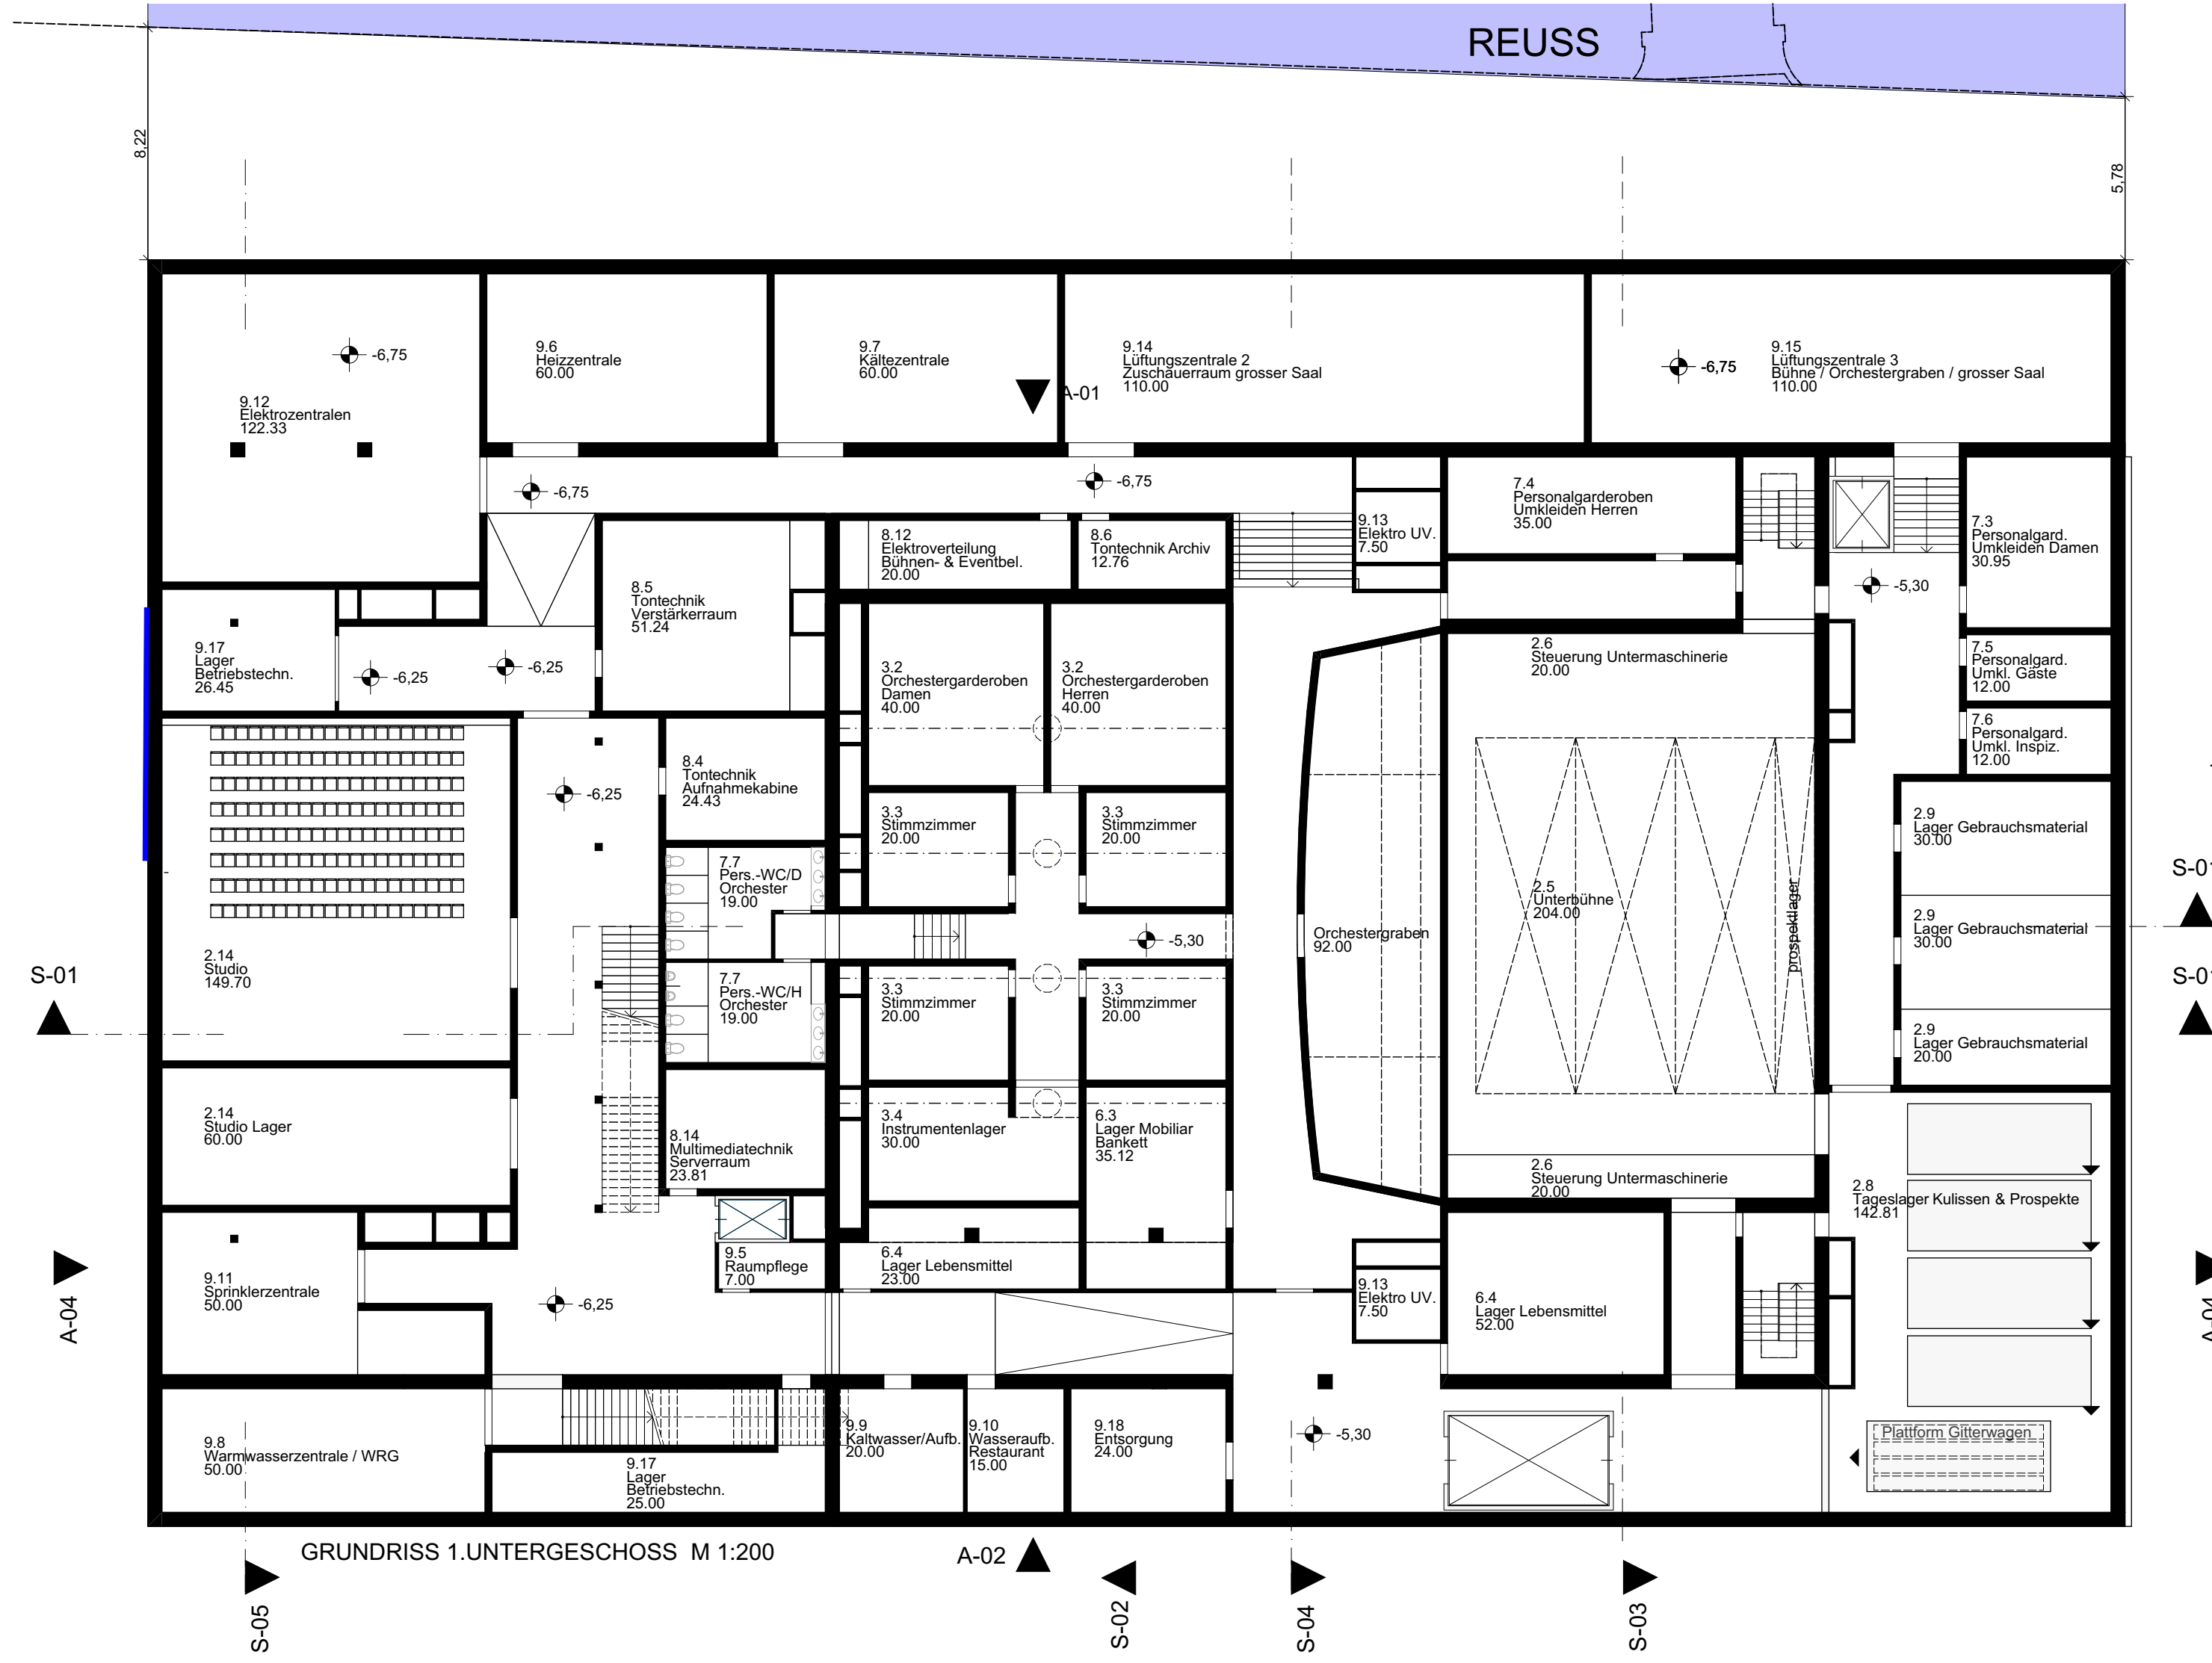 REUSS
8,22
5,78
-6,75
9.12
Elektrozentralen
122.33
9.6
Heizzentrale
60.00
9.7
Kältezentrale
60.00
A-01
9.14
Lüftungszentrale 2
Zuschauerraum grosser Saal
110.00
-6,75
9.15
Lüftungszentrale 3
Bühne / Orchestergraben / grosser Saal
110.00
-6,75
-6,75
9.13
Elektro UV.
7.50
7.4
Personalgarderoben
Umkleiden Herren
35.00
7.3
Personalgard.
Umkleiden Damen
30.95
8.12
Elektroverteilung
Bühnen- & Eventbel.
20.00
8.6
Tontechnik Archiv
12.76
8.5
Tontechnik
Verstärkerraum
51.24
-5,30
9.17
Lager
Betriebstechn.
26.45
-6,25
-6,25
3.2
Orchestergarderoben
Damen
40.00
3.2
Orchestergarderoben
Herren
40.00
2.6
Steuerung Untermaschinerie
20.00
7.5
Personalgard.
Umkl. Gäste
12.00
7.6
Personalgard.
Umkl. Inspiz.
12.00
8.4
Tontechnik
Aufnahmekabine
24.43
-6,25
3.3
Stimmzimmer
20.00
3.3
Stimmzimmer
20.00
2.9
Lager Gebrauchsmaterial
30.00
7.7
Pers.-WC/D
Orchester
19.00
2.5
Unterbühne
204.00
prospektlager
S-01
2.9
Lager Gebrauchsmaterial
30.00
Orchestergraben
92.00
-5,30
2.14
Studio
149.70
S-01
7.7
Pers.-WC/H
Orchester
19.00
3.3
Stimmzimmer
20.00
3.3
Stimmzimmer
20.00
S-01
2.9
Lager Gebrauchsmaterial
20.00
2.14
Studio Lager
60.00
8.14
Multimediatechnik
Serverraum
23.81
3.4
Instrumentenlager
30.00
6.3
Lager Mobiliar
Bankett
35.12
2.6
Steuerung Untermaschinerie
20.00
2.8
Tageslager Kulissen & Prospekte
142.81
9.5
Raumpflege
7.00
6.4
Lager Lebensmittel
23.00
9.11
Sprinklerzentrale
50.00
-6,25
9.13
Elektro UV.
7.50
6.4
Lager Lebensmittel
52.00
A-04
A-04
9.8
Warmwasserzentrale / WRG
50.00
9.17
Lager
Betriebstechn.
25.00
9.9
Kaltwasser/Aufb.
20.00
9.10
Wasseraufb.
Restaurant
15.00
9.18
Entsorgung
24.00
-5,30
Plattform Gitterwagen
GRUNDRISS 1.UNTERGESCHOSS M 1:200
A-02
S-05
S-02
S-04
S-03